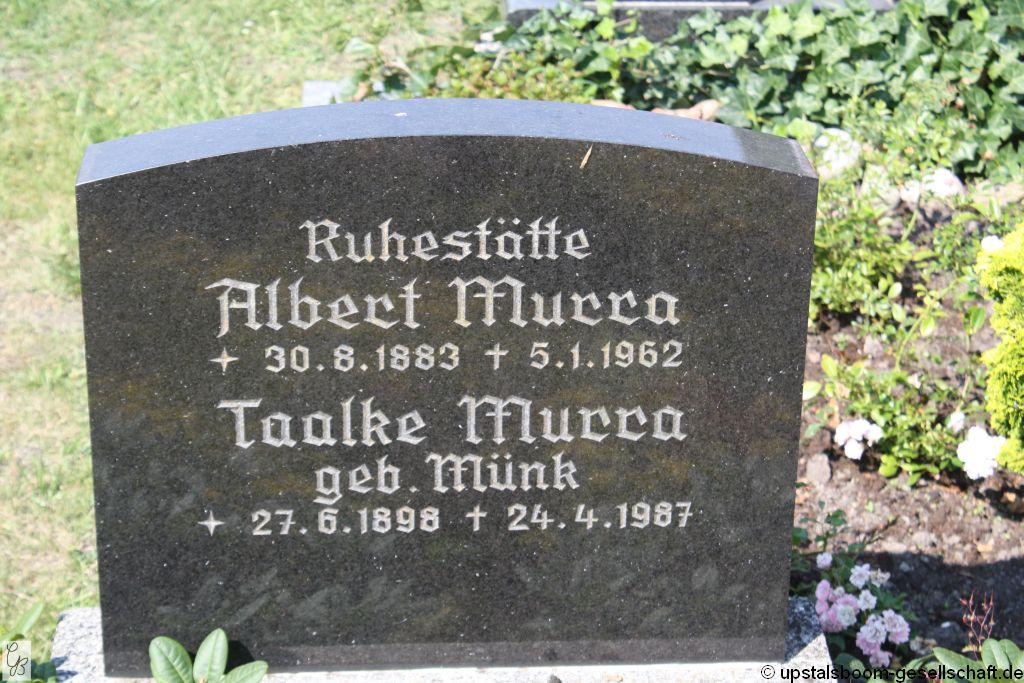 Ruhestätte
Albert Murra
✦ 30.8.1883 † 5.1.1962
Taalke Murra
geb. Münk
✦ 27.6.1898 † 24.4.1987
GB
© upstalsboom-gesellschaft.de